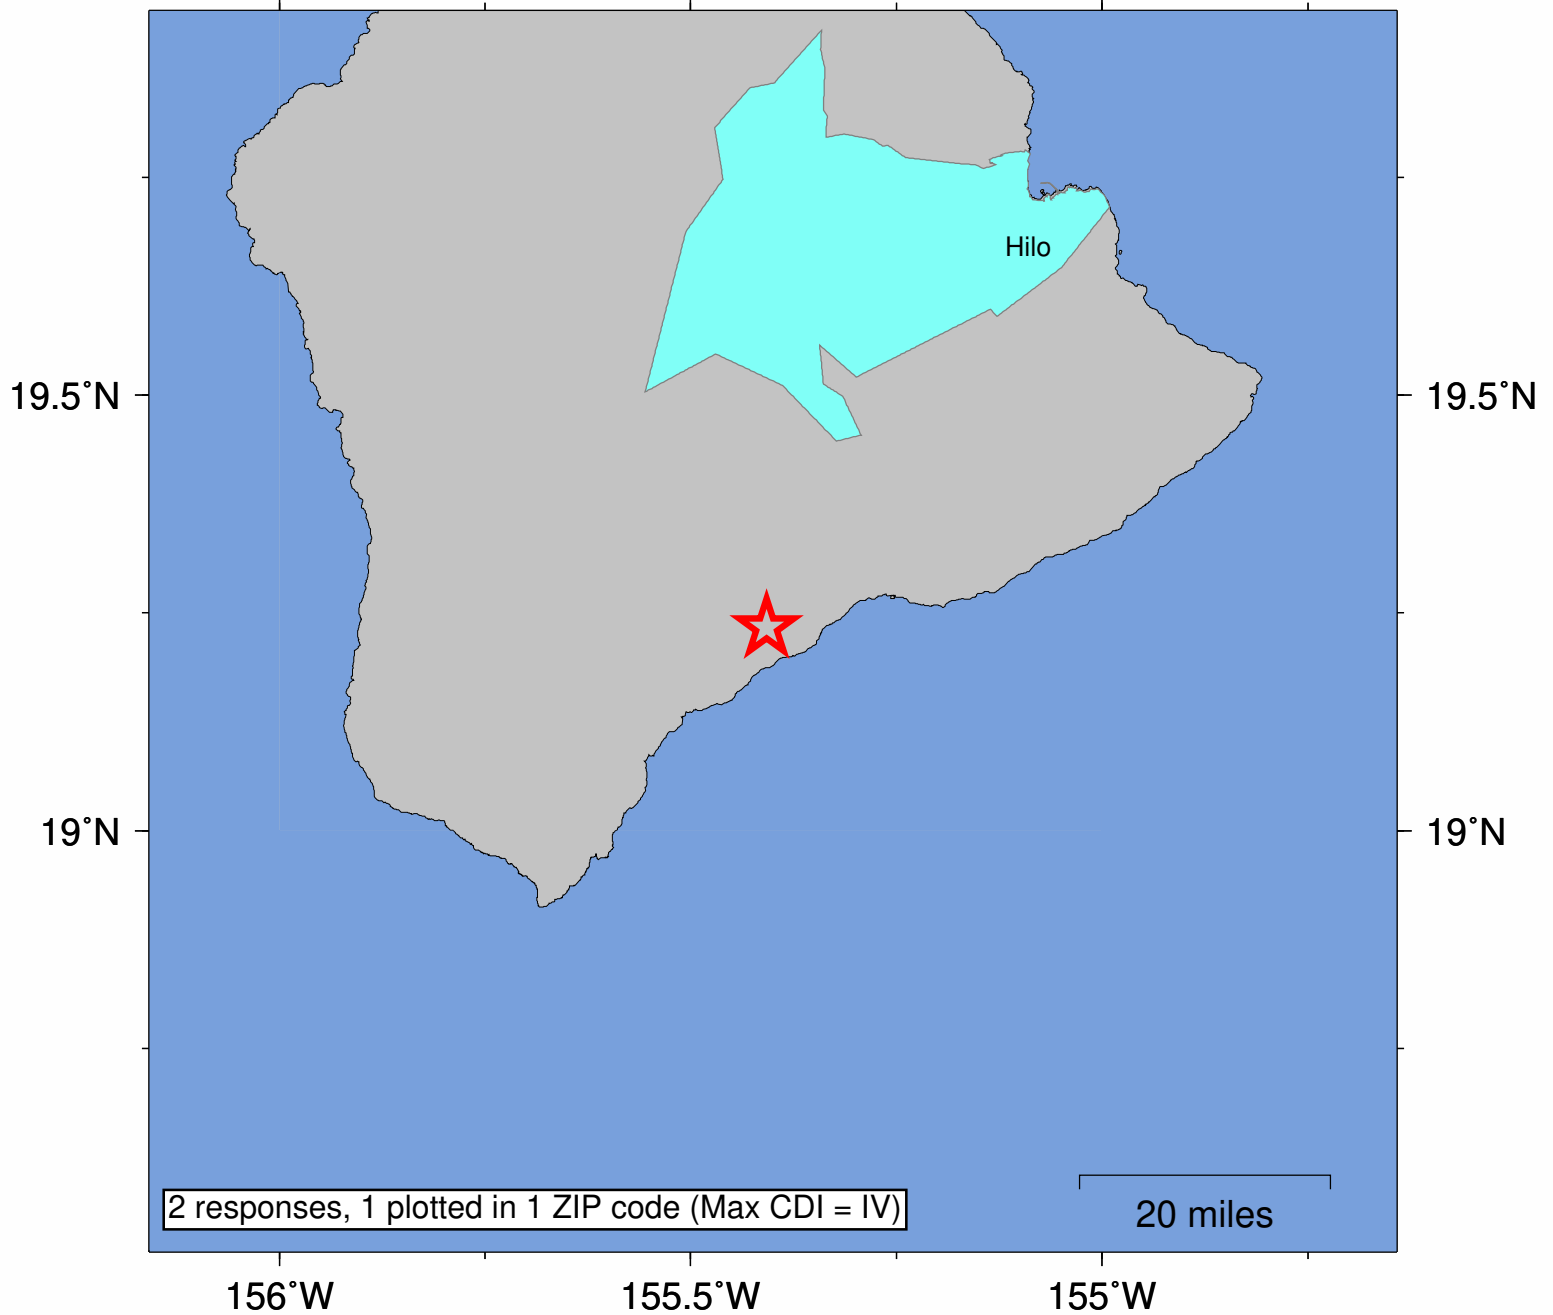 Hilo
19.5˚N
19.5˚N
19˚N
19˚N
2 responses, 1 plotted in 1 ZIP code (Max CDI = IV)
20 miles
156˚W
155.5˚W
155˚W